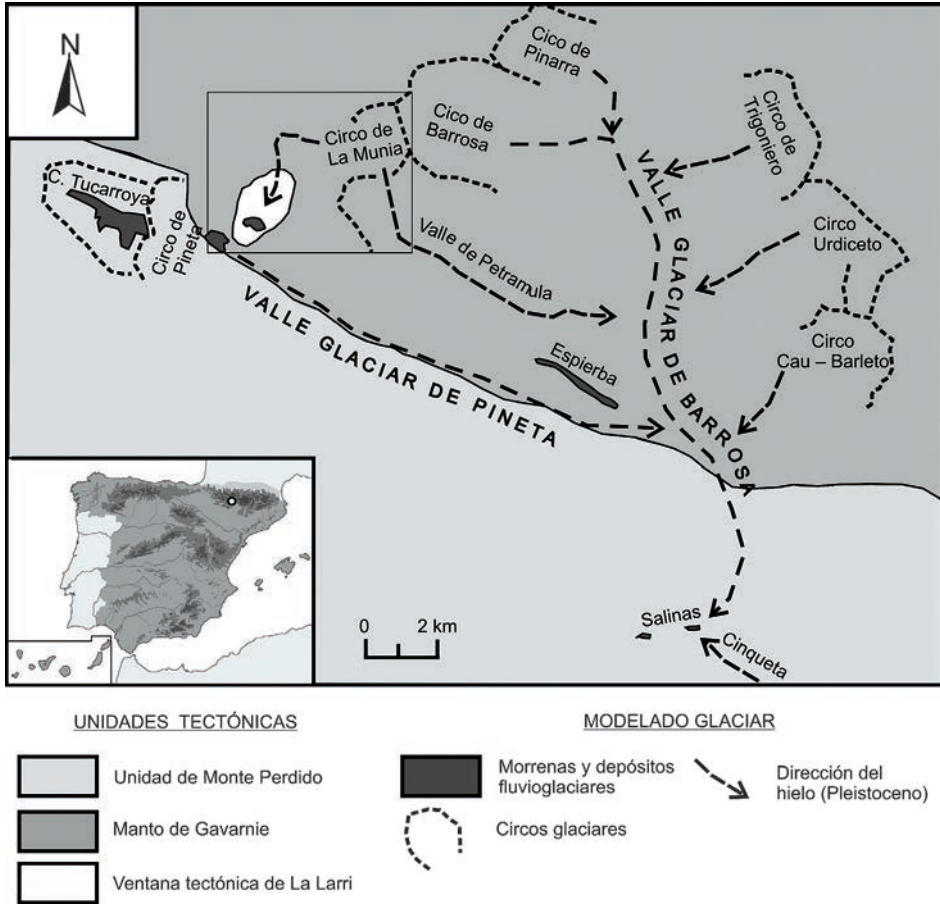 N
Cico de
Pinarra
Circo de
Trigoniero
Circo de
La Munia
Cico de
Barrosa
C. Tucarroya
Circo de
Pineta
Valle de Petramula
Circo
Urdiceto
Circo
Cau – Barleto
VALLE GLACIAR DE BARROSA
VALLE GLACIAR DE PINETA
Espierba
0 2 km
Salinas
Cinqueta
UNIDADES TECTÓNICAS
Unidad de Monte Perdido
Manto de Gavarnie
Ventana tectónica de La Larri
MODELADO GLACIAR
Morrenas y depósitos
fluvioglaciares
Circos glaciares
Dirección del
hielo (Pleistoceno)